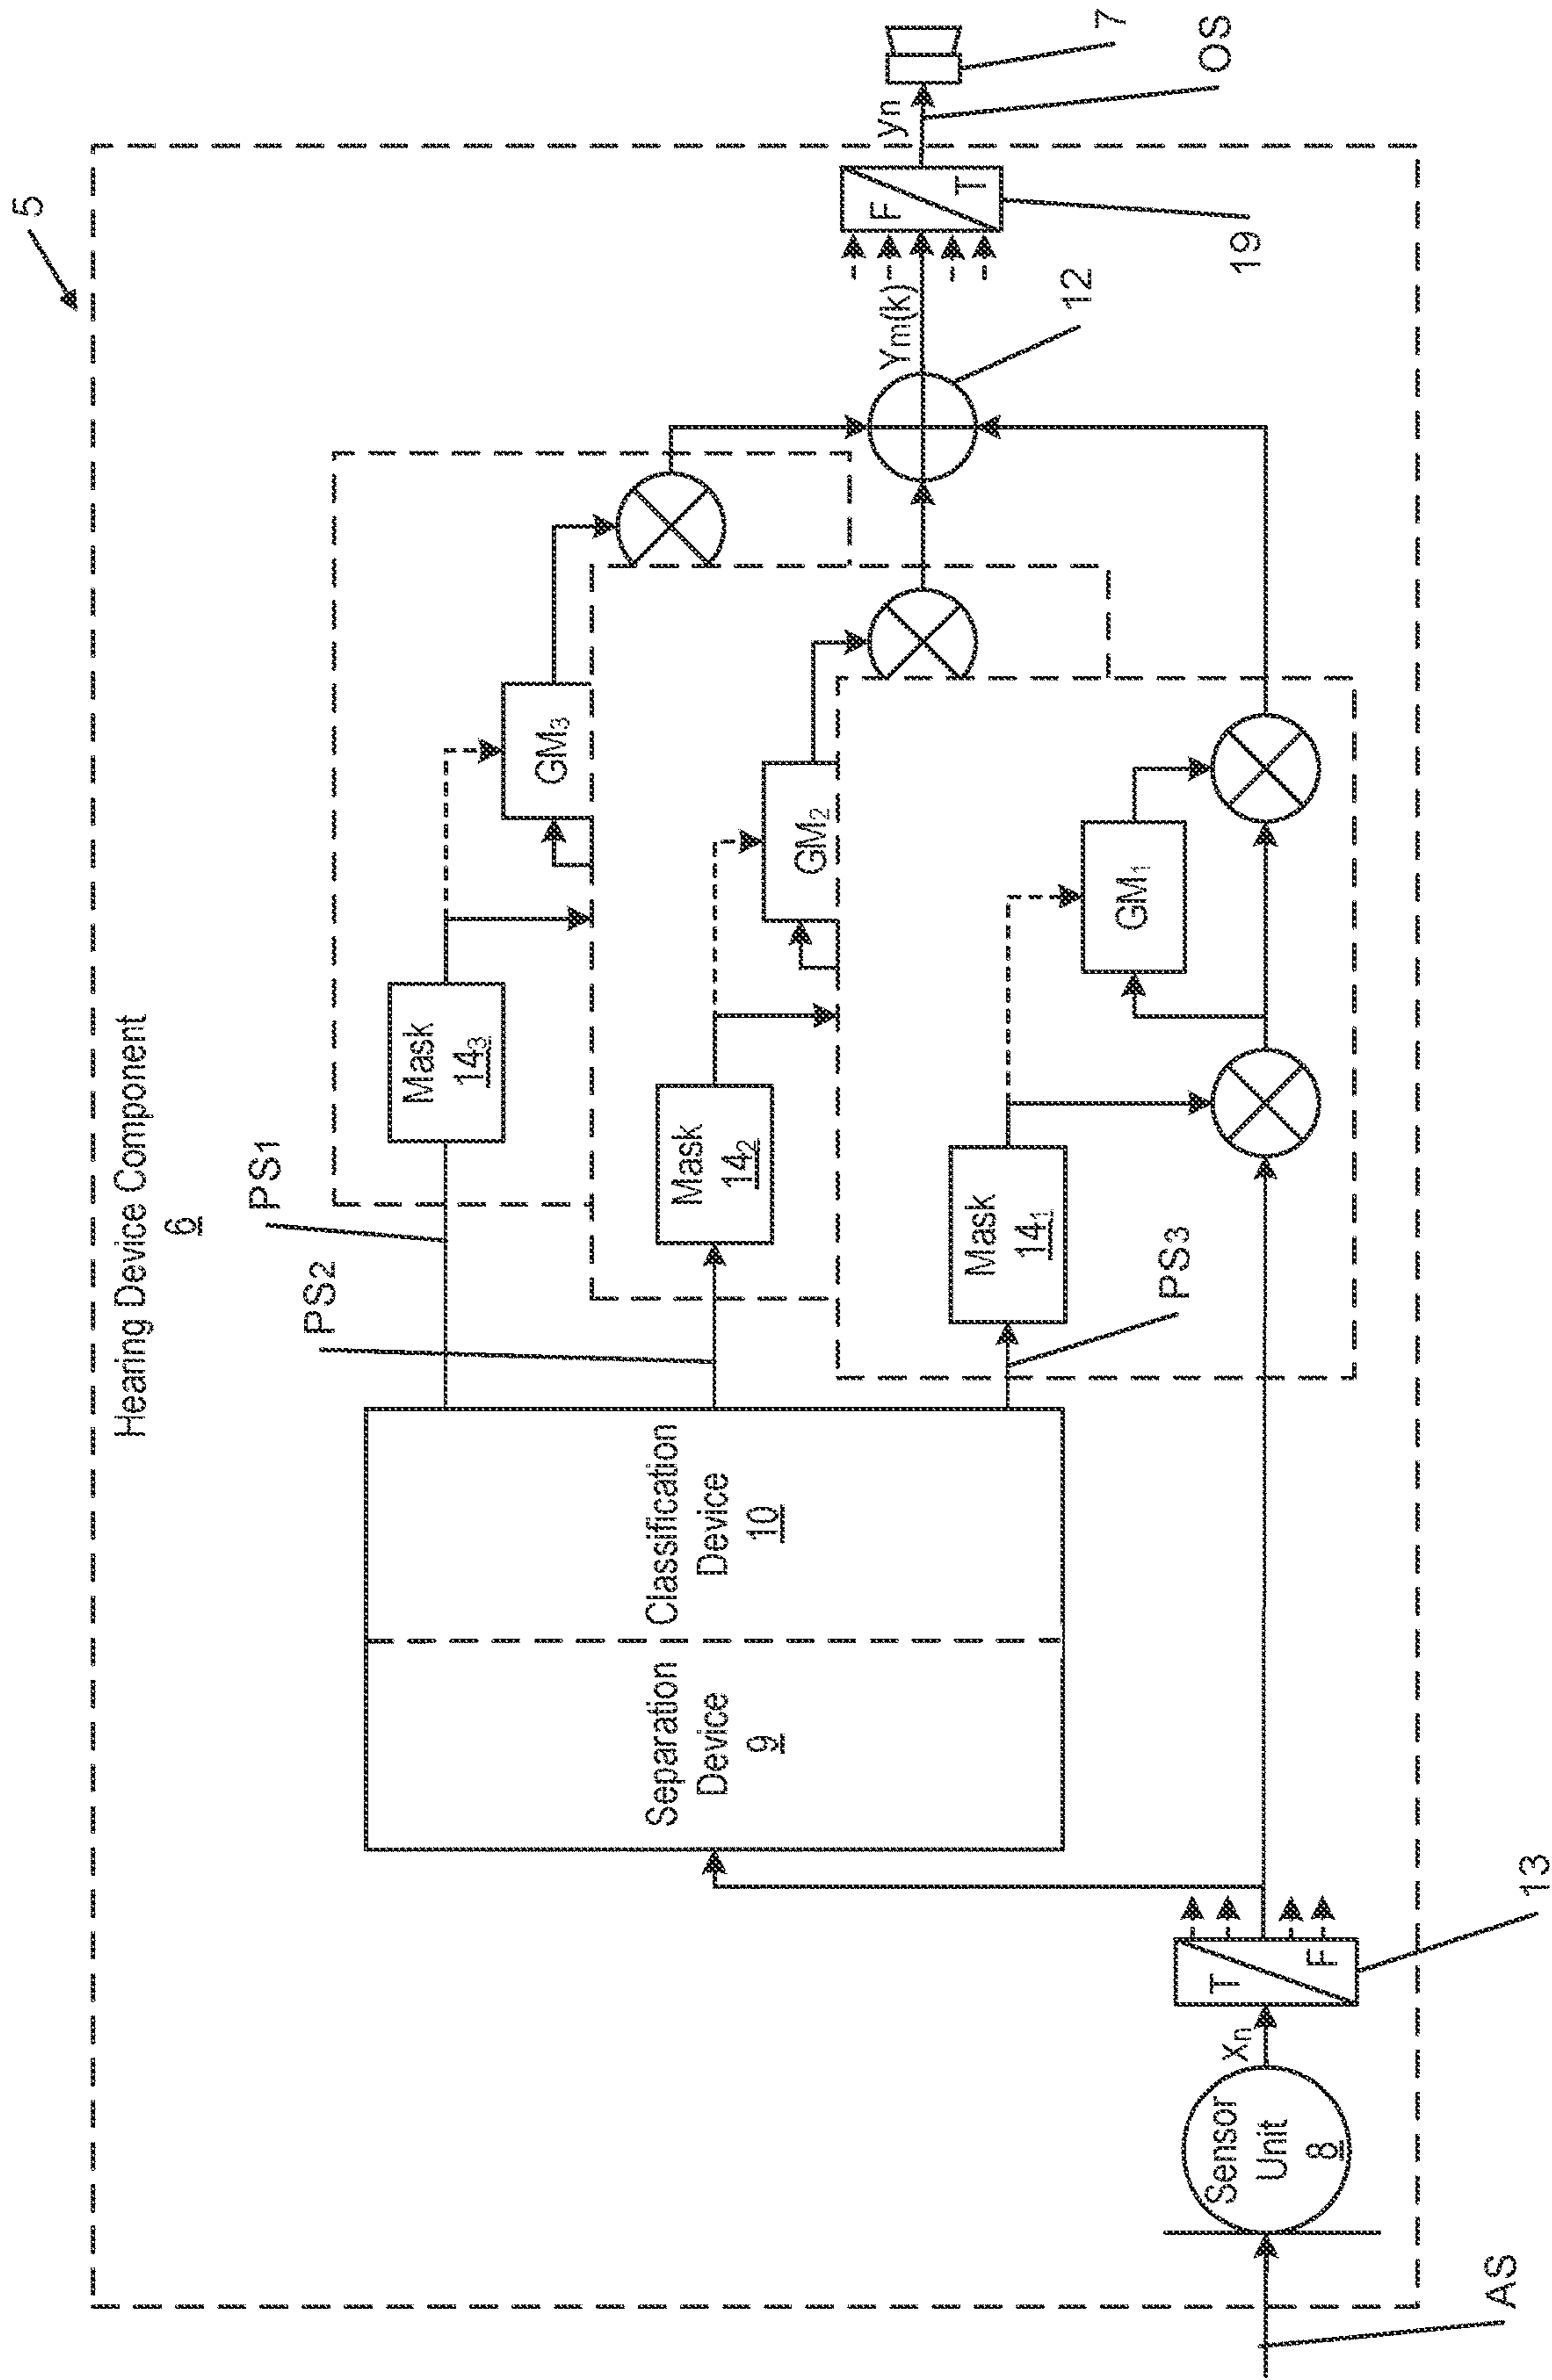 5
Hearing Device Component
6
AS
Sensor
Unit
8
xn
T
F
13
Separation
Device
9
Classification
Device
10
PS1
PS2
PS3
Mask
143
Mask
142
Mask
141
GM3
GM2
GM1
12
Ym(k)
F
T
19
yn
OS
7